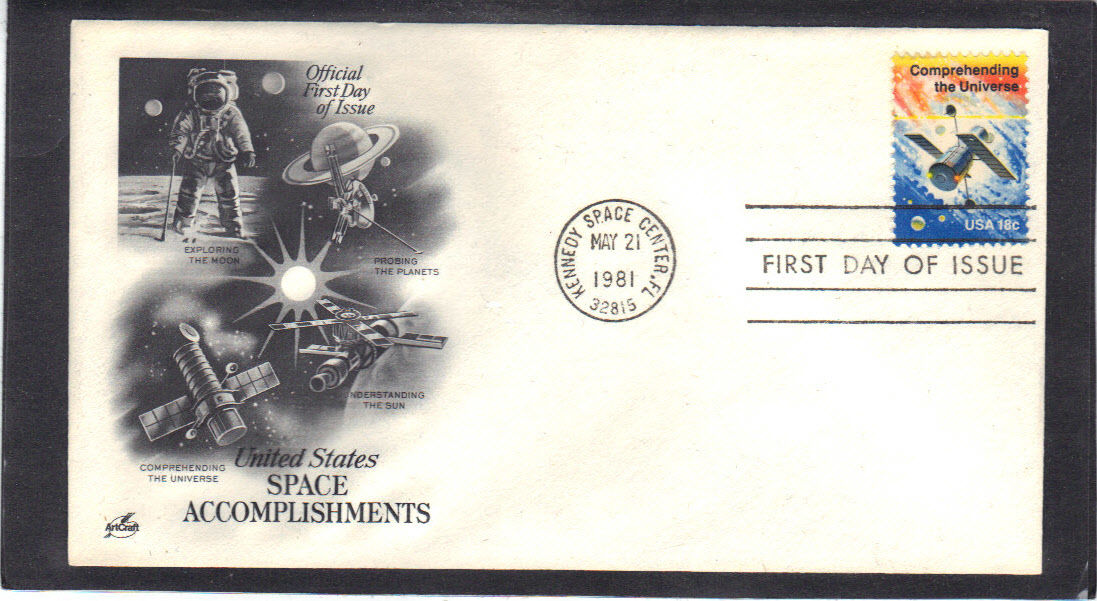 Official
First Day
of Issue
EXPLORING
THE MOON
PROBING
THE PLANETS
UNDERSTANDING
THE SUN
COMPREHENDING
THE UNIVERSE
United States
SPACE
ACCOMPLISHMENTS
ArtCraft
KENNEDY SPACE CENTER, FL
MAY 21
1981
32815
Comprehending
the Universe
USA 18c
FIRST DAY OF ISSUE